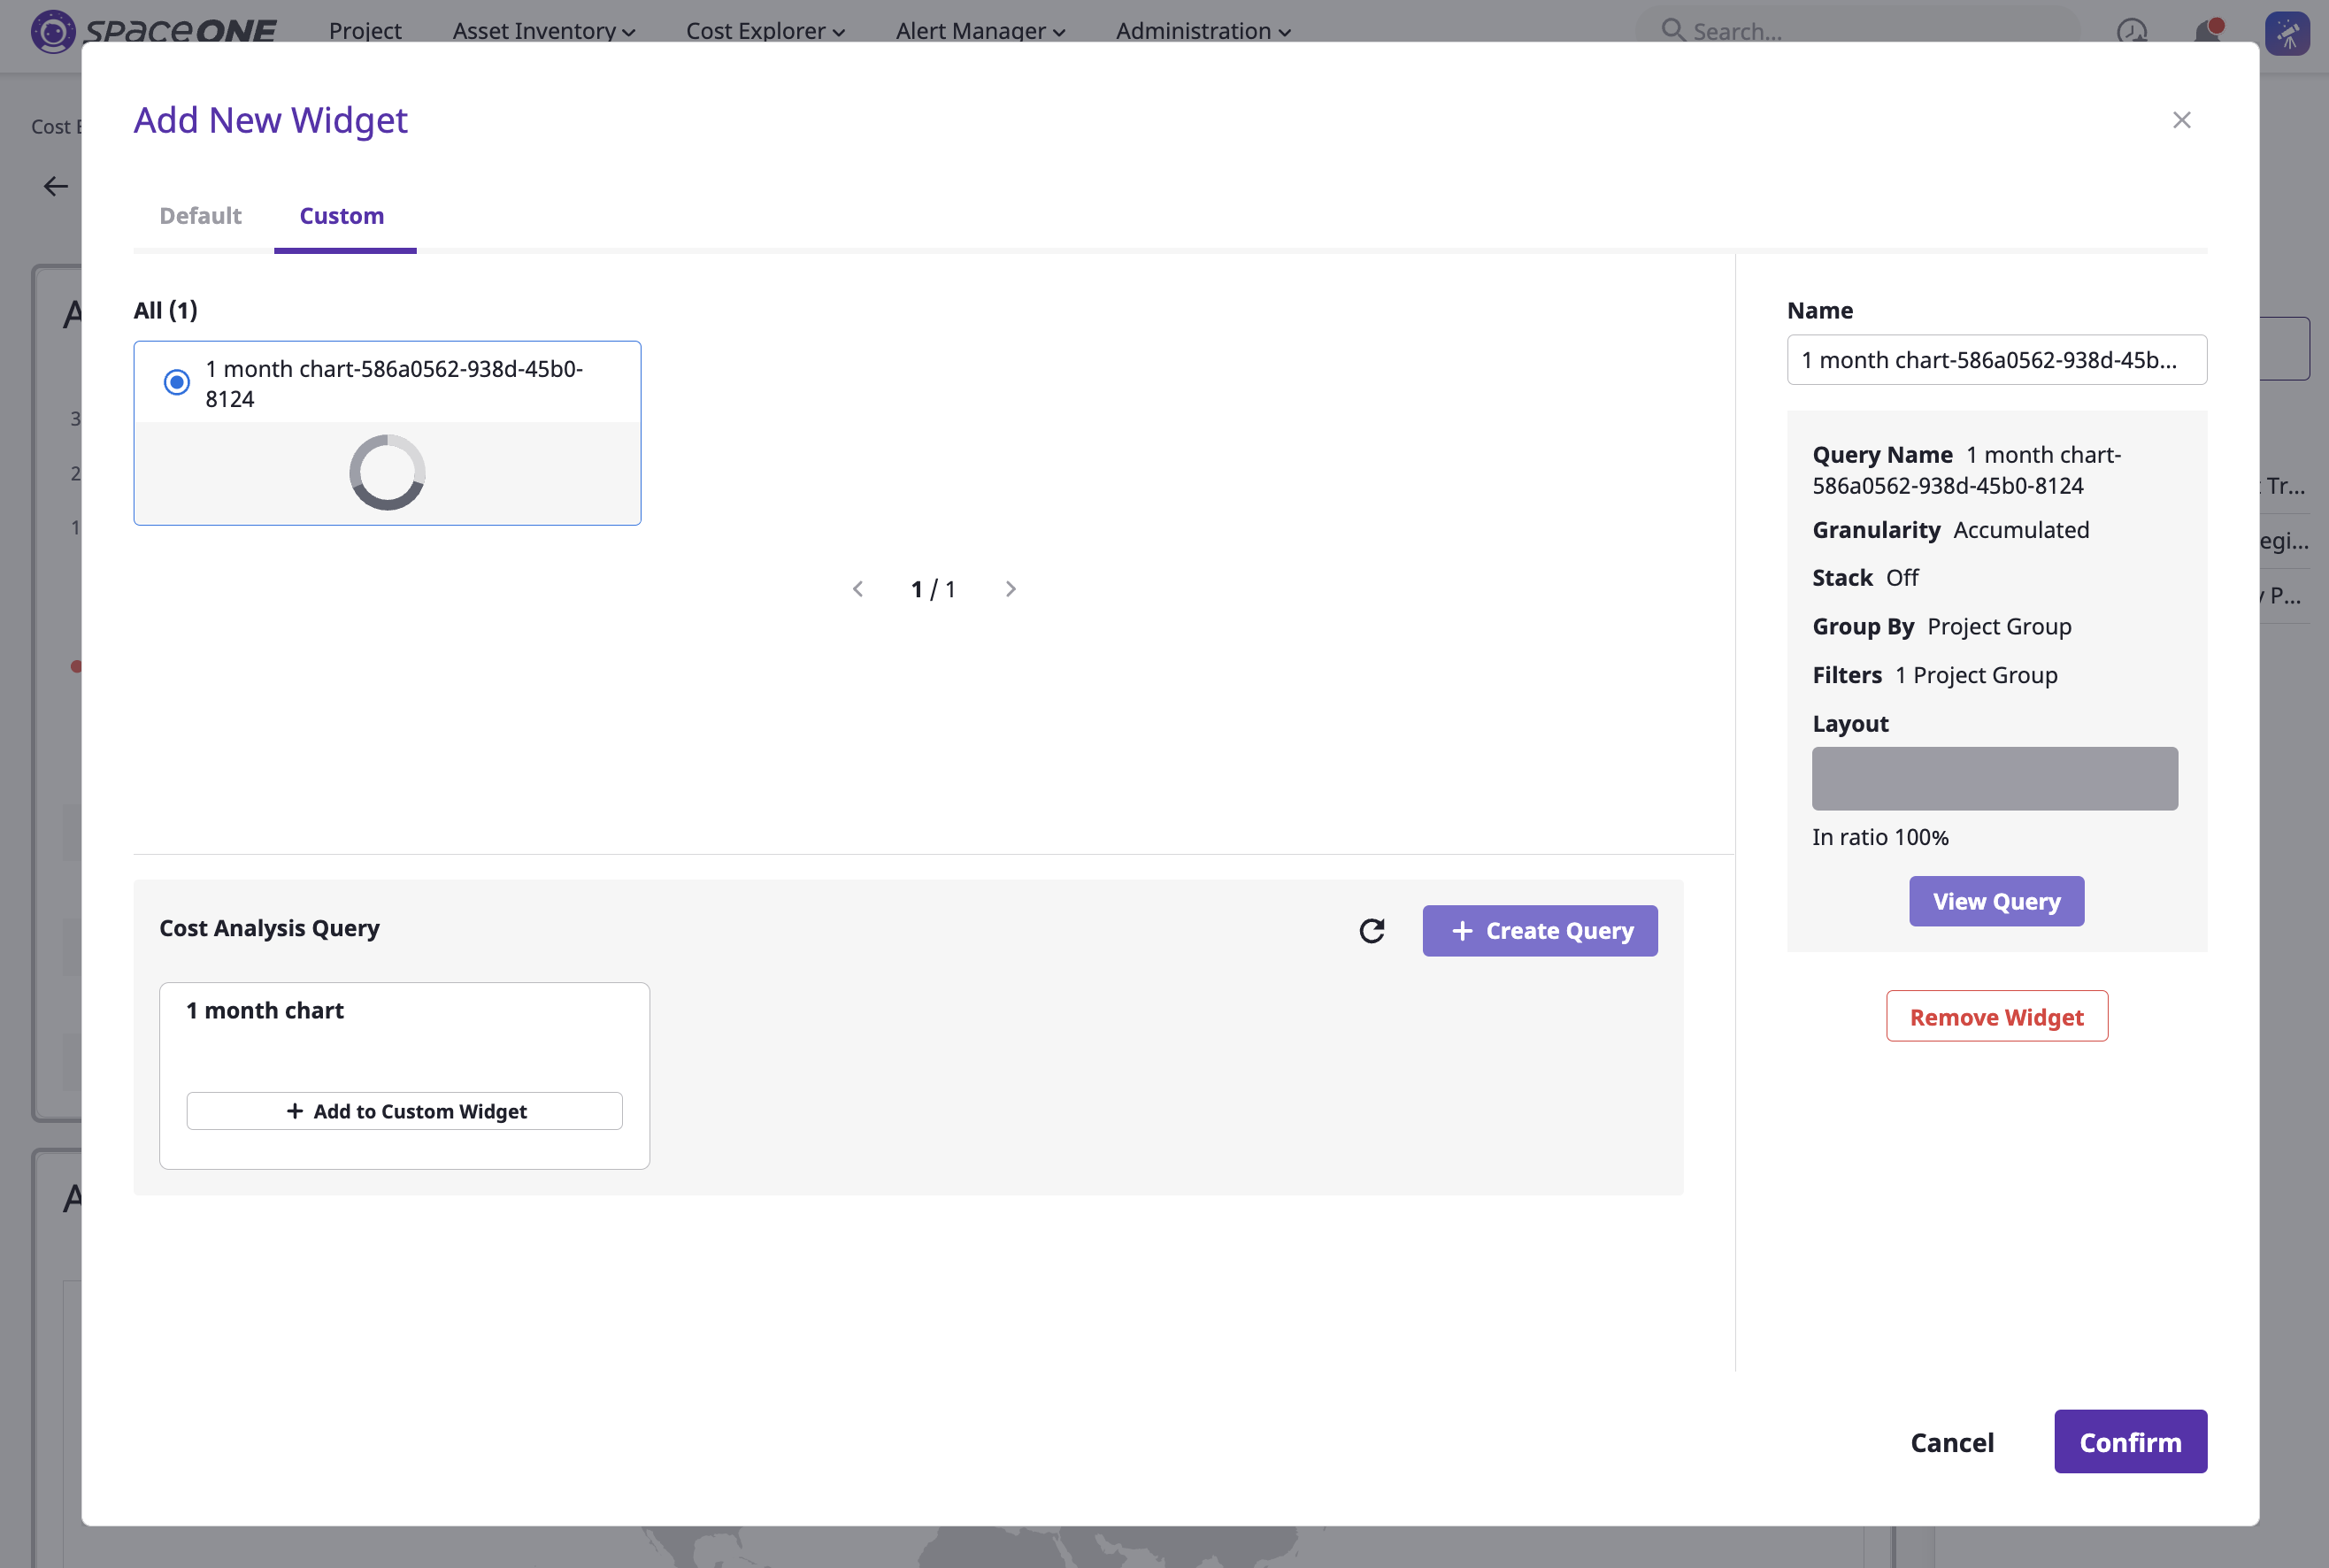 spaceONE
Project
Asset Inventory
Cost Explorer
Alert Manager
Administration
Search...
Cost E
Add New Widget
Default
Custom
All (1)
1 month chart-586a0562-938d-45b0-
8124
1 / 1
Name
1 month chart-586a0562-938d-45b...
Query Name 1 month chart-
586a0562-938d-45b0-8124
Granularity Accumulated
Stack Off
Group By Project Group
Filters 1 Project Group
Layout
In ratio 100%
View Query
Remove Widget
Cost Analysis Query
+ Create Query
1 month chart
+ Add to Custom Widget
Cancel
Confirm
A
3
2
1
A
Tr...
egi...
P...